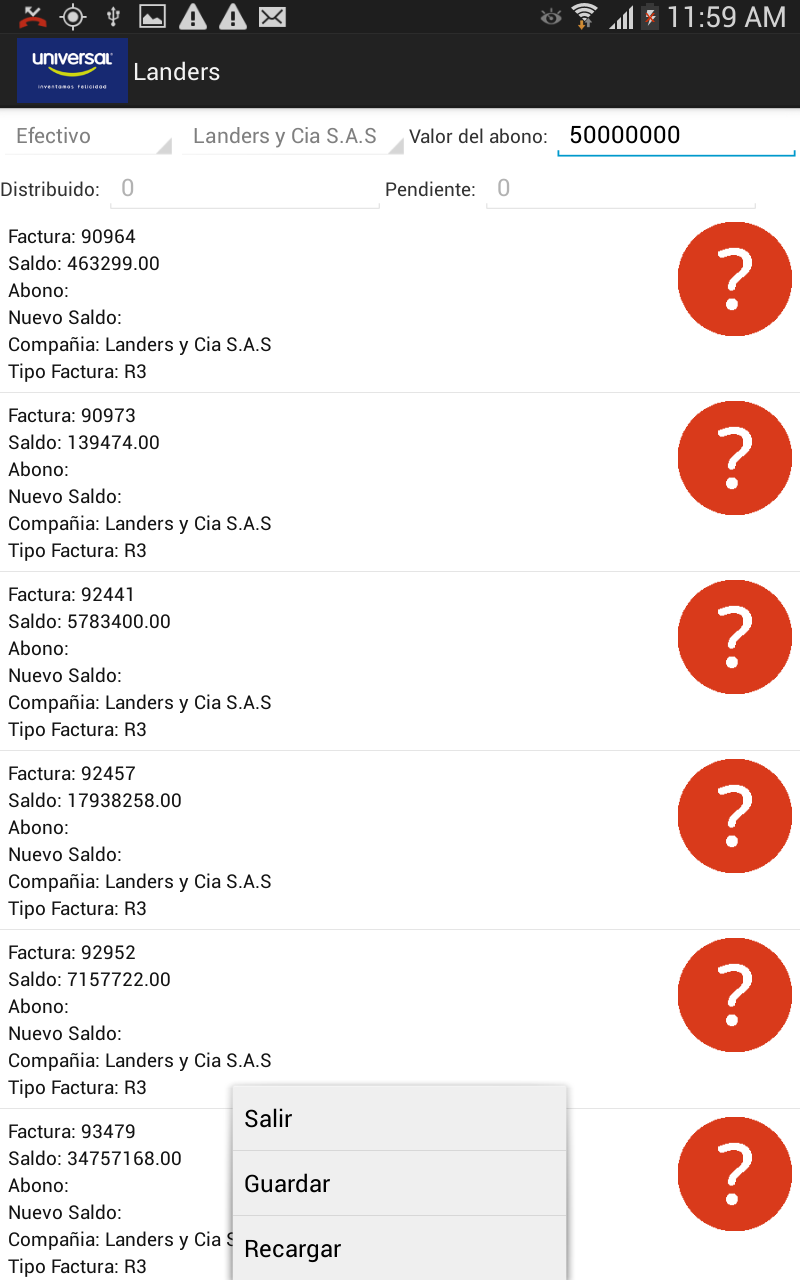 11:59 AM
universal
inventamos felicidad
Landers
Efectivo Landers y Cia S.A.S Valor del abono: 50000000
Distribuido: 0 Pendiente: 0
Factura: 90964
Saldo: 463299.00
Abono:
Nuevo Saldo:
Compañia: Landers y Cia S.A.S
Tipo Factura: R3
?
Factura: 90973
Saldo: 139474.00
Abono:
Nuevo Saldo:
Compañia: Landers y Cia S.A.S
Tipo Factura: R3
?
Factura: 92441
Saldo: 5783400.00
Abono:
Nuevo Saldo:
Compañia: Landers y Cia S.A.S
Tipo Factura: R3
?
Factura: 92457
Saldo: 17938258.00
Abono:
Nuevo Saldo:
Compañia: Landers y Cia S.A.S
Tipo Factura: R3
?
Factura: 92952
Saldo: 7157722.00
Abono:
Nuevo Saldo:
Compañia: Landers y Cia S.A.S
Tipo Factura: R3
?
Factura: 93479
Saldo: 34757168.00
Abono:
Nuevo Saldo:
Compañia: Landers y Cia S
Tipo Factura: R3
?
Salir
Guardar
Recargar